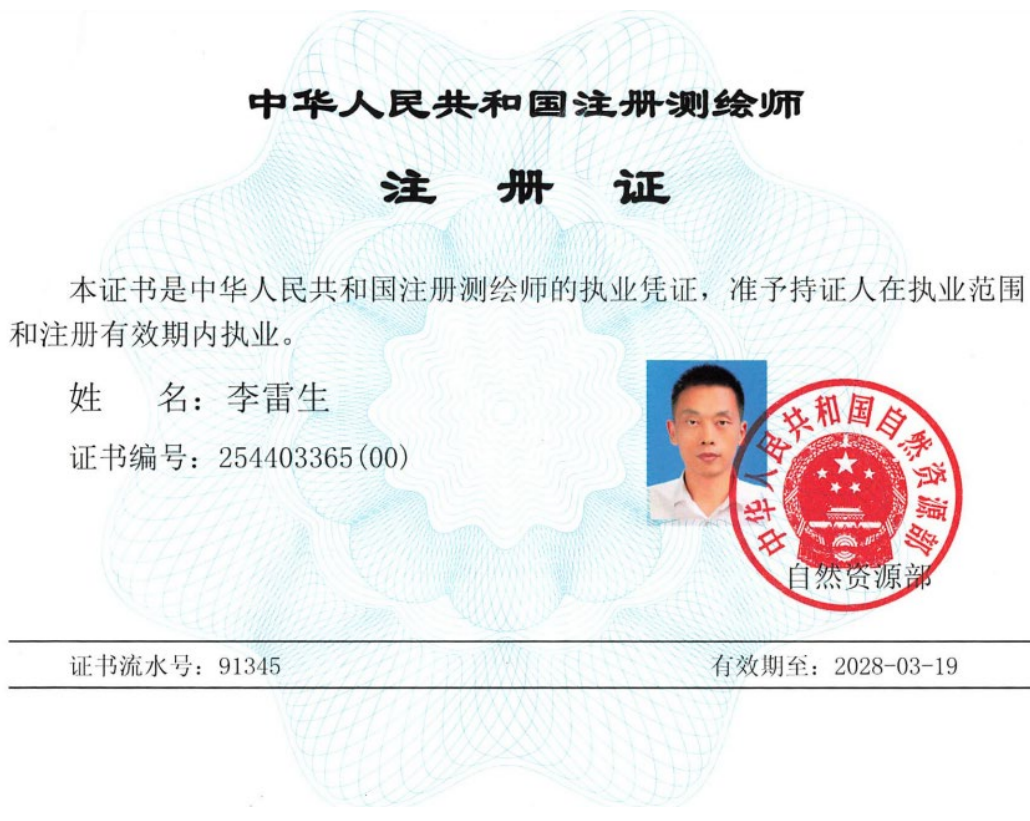 中华人民共和国注册测绘师
注 册 证
本证书是中华人民共和国注册测绘师的执业凭证，准予持证人在执业范围
和注册有效期内执业。
姓 名：李雷生
证书编号：254403365(00)
中华人民共和国自然资源部
自然资源部
证书流水号：91345
有效期至：2028-03-19